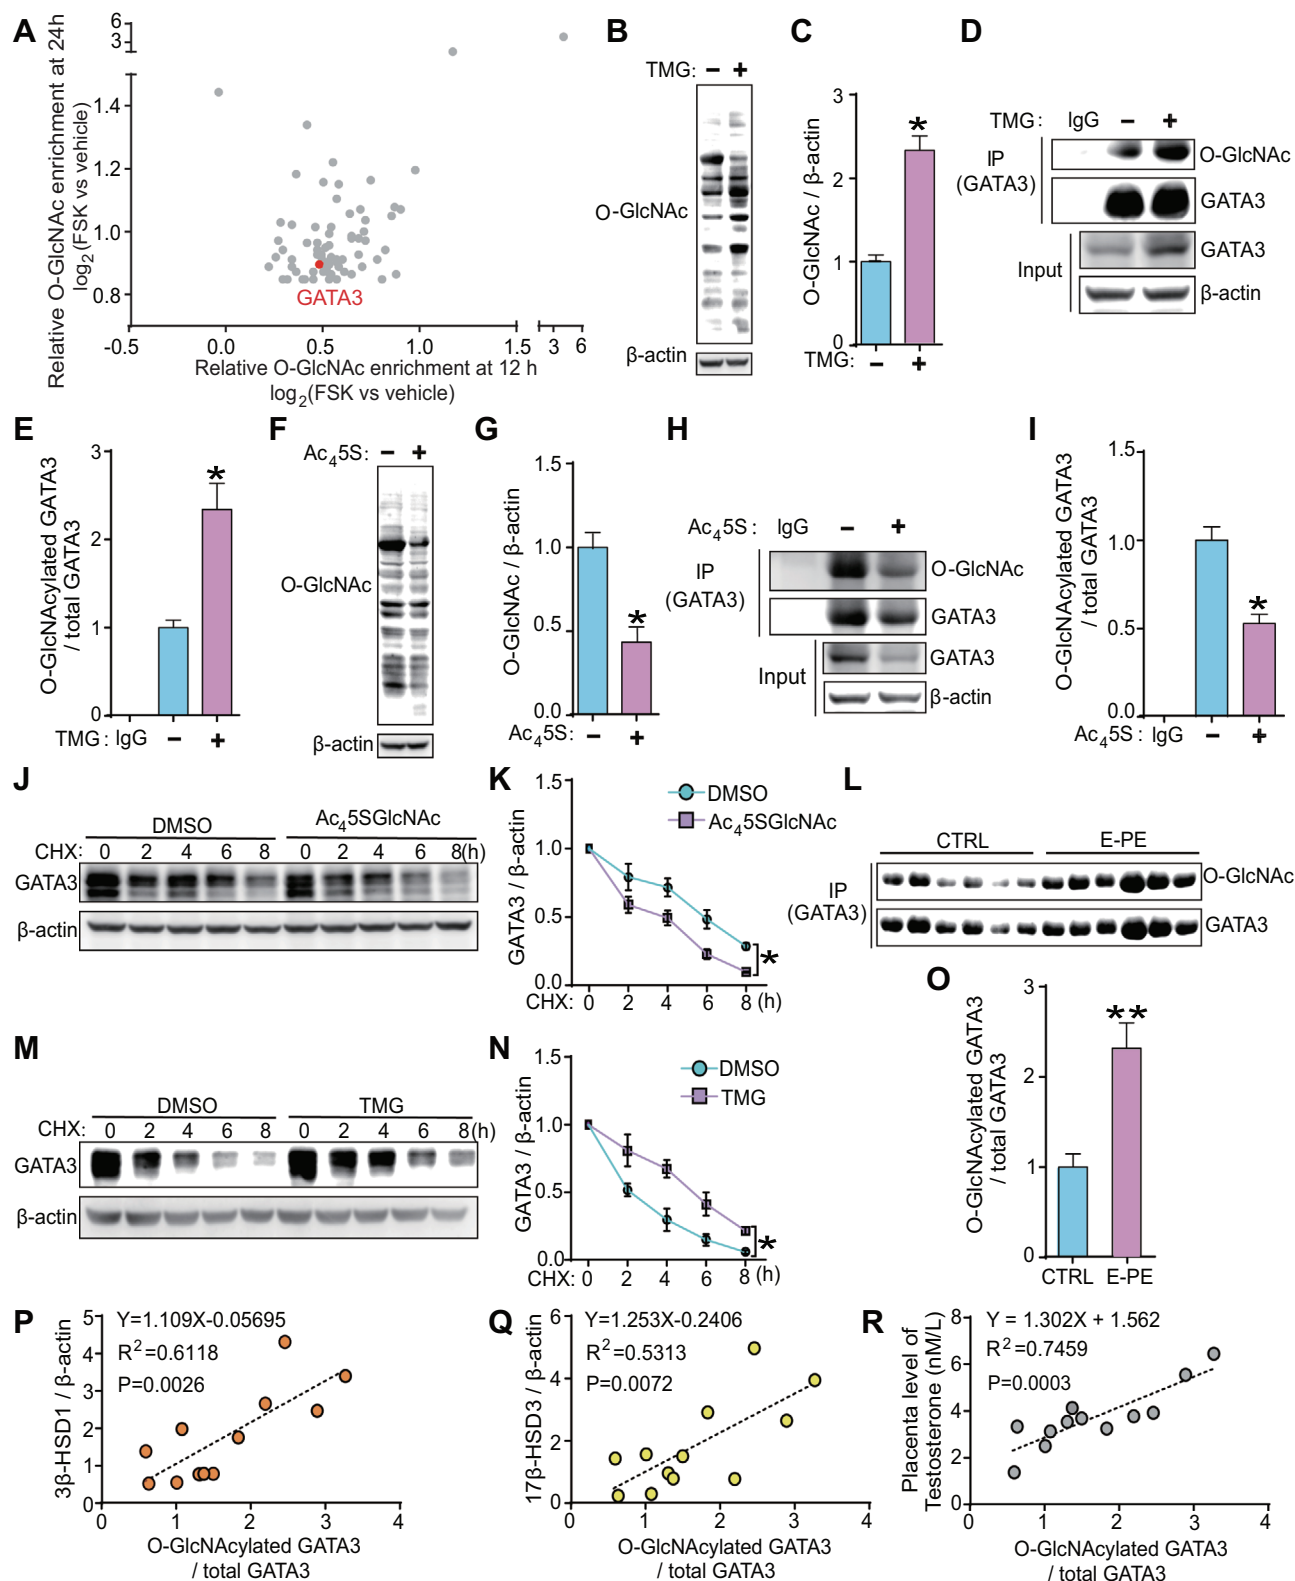 A
Relative O-GlcNAc enrichment at 24h
log2(FSK vs vehicle)
6
3
1.4
1.2
1.0
0.8
GATA3
-0.5 0.0 0.5 1.0 1.5 3 6
Relative O-GlcNAc enrichment at 12 h
log2(FSK vs vehicle)
B
TMG: − +
O-GlcNAc
β-actin
C
O-GlcNAc / β-actin
3
2
1
0
*
TMG: − +
D
TMG: IgG − +
IP
(GATA3)
O-GlcNAc
GATA3
Input
GATA3
β-actin
E
O-GlcNAcylated GATA3
/ total GATA3
3
2
1
0
*
TMG: IgG − +
F
Ac45S: − +
O-GlcNAc
β-actin
G
O-GlcNAc / β-actin
1.5
1.0
0.5
0.0
*
Ac45S: − +
H
Ac45S: IgG − +
IP
(GATA3)
O-GlcNAc
GATA3
Input
GATA3
β-actin
I
O-GlcNAcylated GATA3
/ total GATA3
1.5
1.0
0.5
0.0
*
Ac45S: IgG − +
J
DMSO Ac45SGlcNAc
CHX: 0 2 4 6 8 0 2 4 6 8(h)
GATA3
β-actin
K
GATA3 / β-actin
1.5
1.0
0.5
0.0
DMSO
Ac45SGlcNAc
*
CHX: 0 2 4 6 8 (h)
L
CTRL E-PE
IP
(GATA3)
O-GlcNAc
GATA3
M
DMSO TMG
CHX: 0 2 4 6 8 0 2 4 6 8(h)
GATA3
β-actin
N
GATA3 / β-actin
1.5
1.0
0.5
0.0
DMSO
TMG
*
CHX: 0 2 4 6 8 (h)
O
O-GlcNAcylated GATA3
/ total GATA3
3
2
1
0
**
CTRL E-PE
P
3β-HSD1 / β-actin
5
4
3
2
1
0
Y=1.109X-0.05695
R2=0.6118
P=0.0026
0 1 2 3 4
O-GlcNAcylated GATA3
/ total GATA3
Q
17β-HSD3 / β-actin
6
4
2
0
Y=1.253X-0.2406
R2=0.5313
P=0.0072
0 1 2 3 4
O-GlcNAcylated GATA3
/ total GATA3
R
Placenta level of
Testosterone (nM/L)
8
6
4
2
0
Y = 1.302X + 1.562
R2=0.7459
P=0.0003
0 1 2 3 4
O-GlcNAcylated GATA3
/ total GATA3